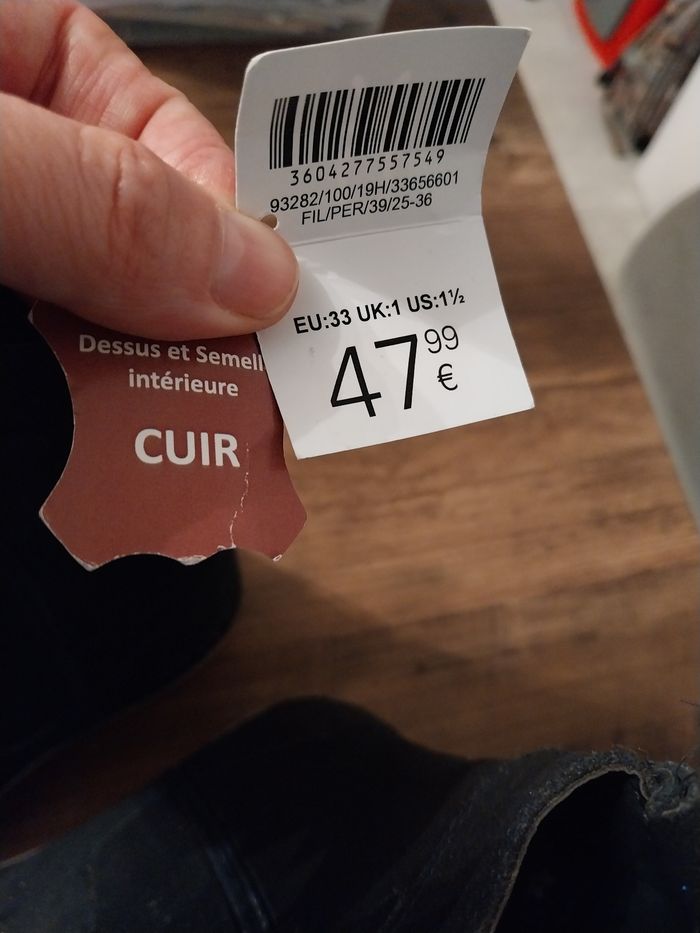 3604277557549
93282/100/19H/33656601
FIL/PER/39/25-36
EU:33 UK:1 US:1½
47 99 €
Dessus et Semell
intérieure
CUIR